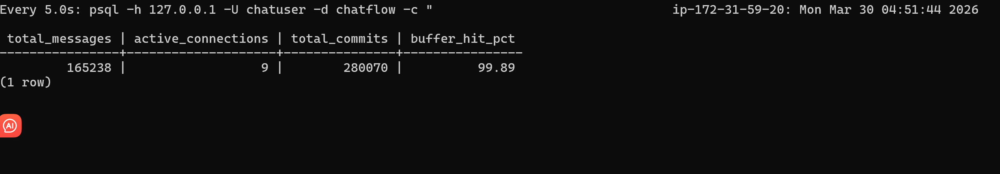 Every 5.0s: psql -h 127.0.0.1 -U chatuser -d chatflow -c " ip-172-31-59-20: Mon Mar 30 04:51:44 2026
total_messages | active_connections | total_commits | buffer_hit_pct
----------------+--------------------+---------------+----------------
165238 | 9 | 280070 | 99.89
(1 row)
AI